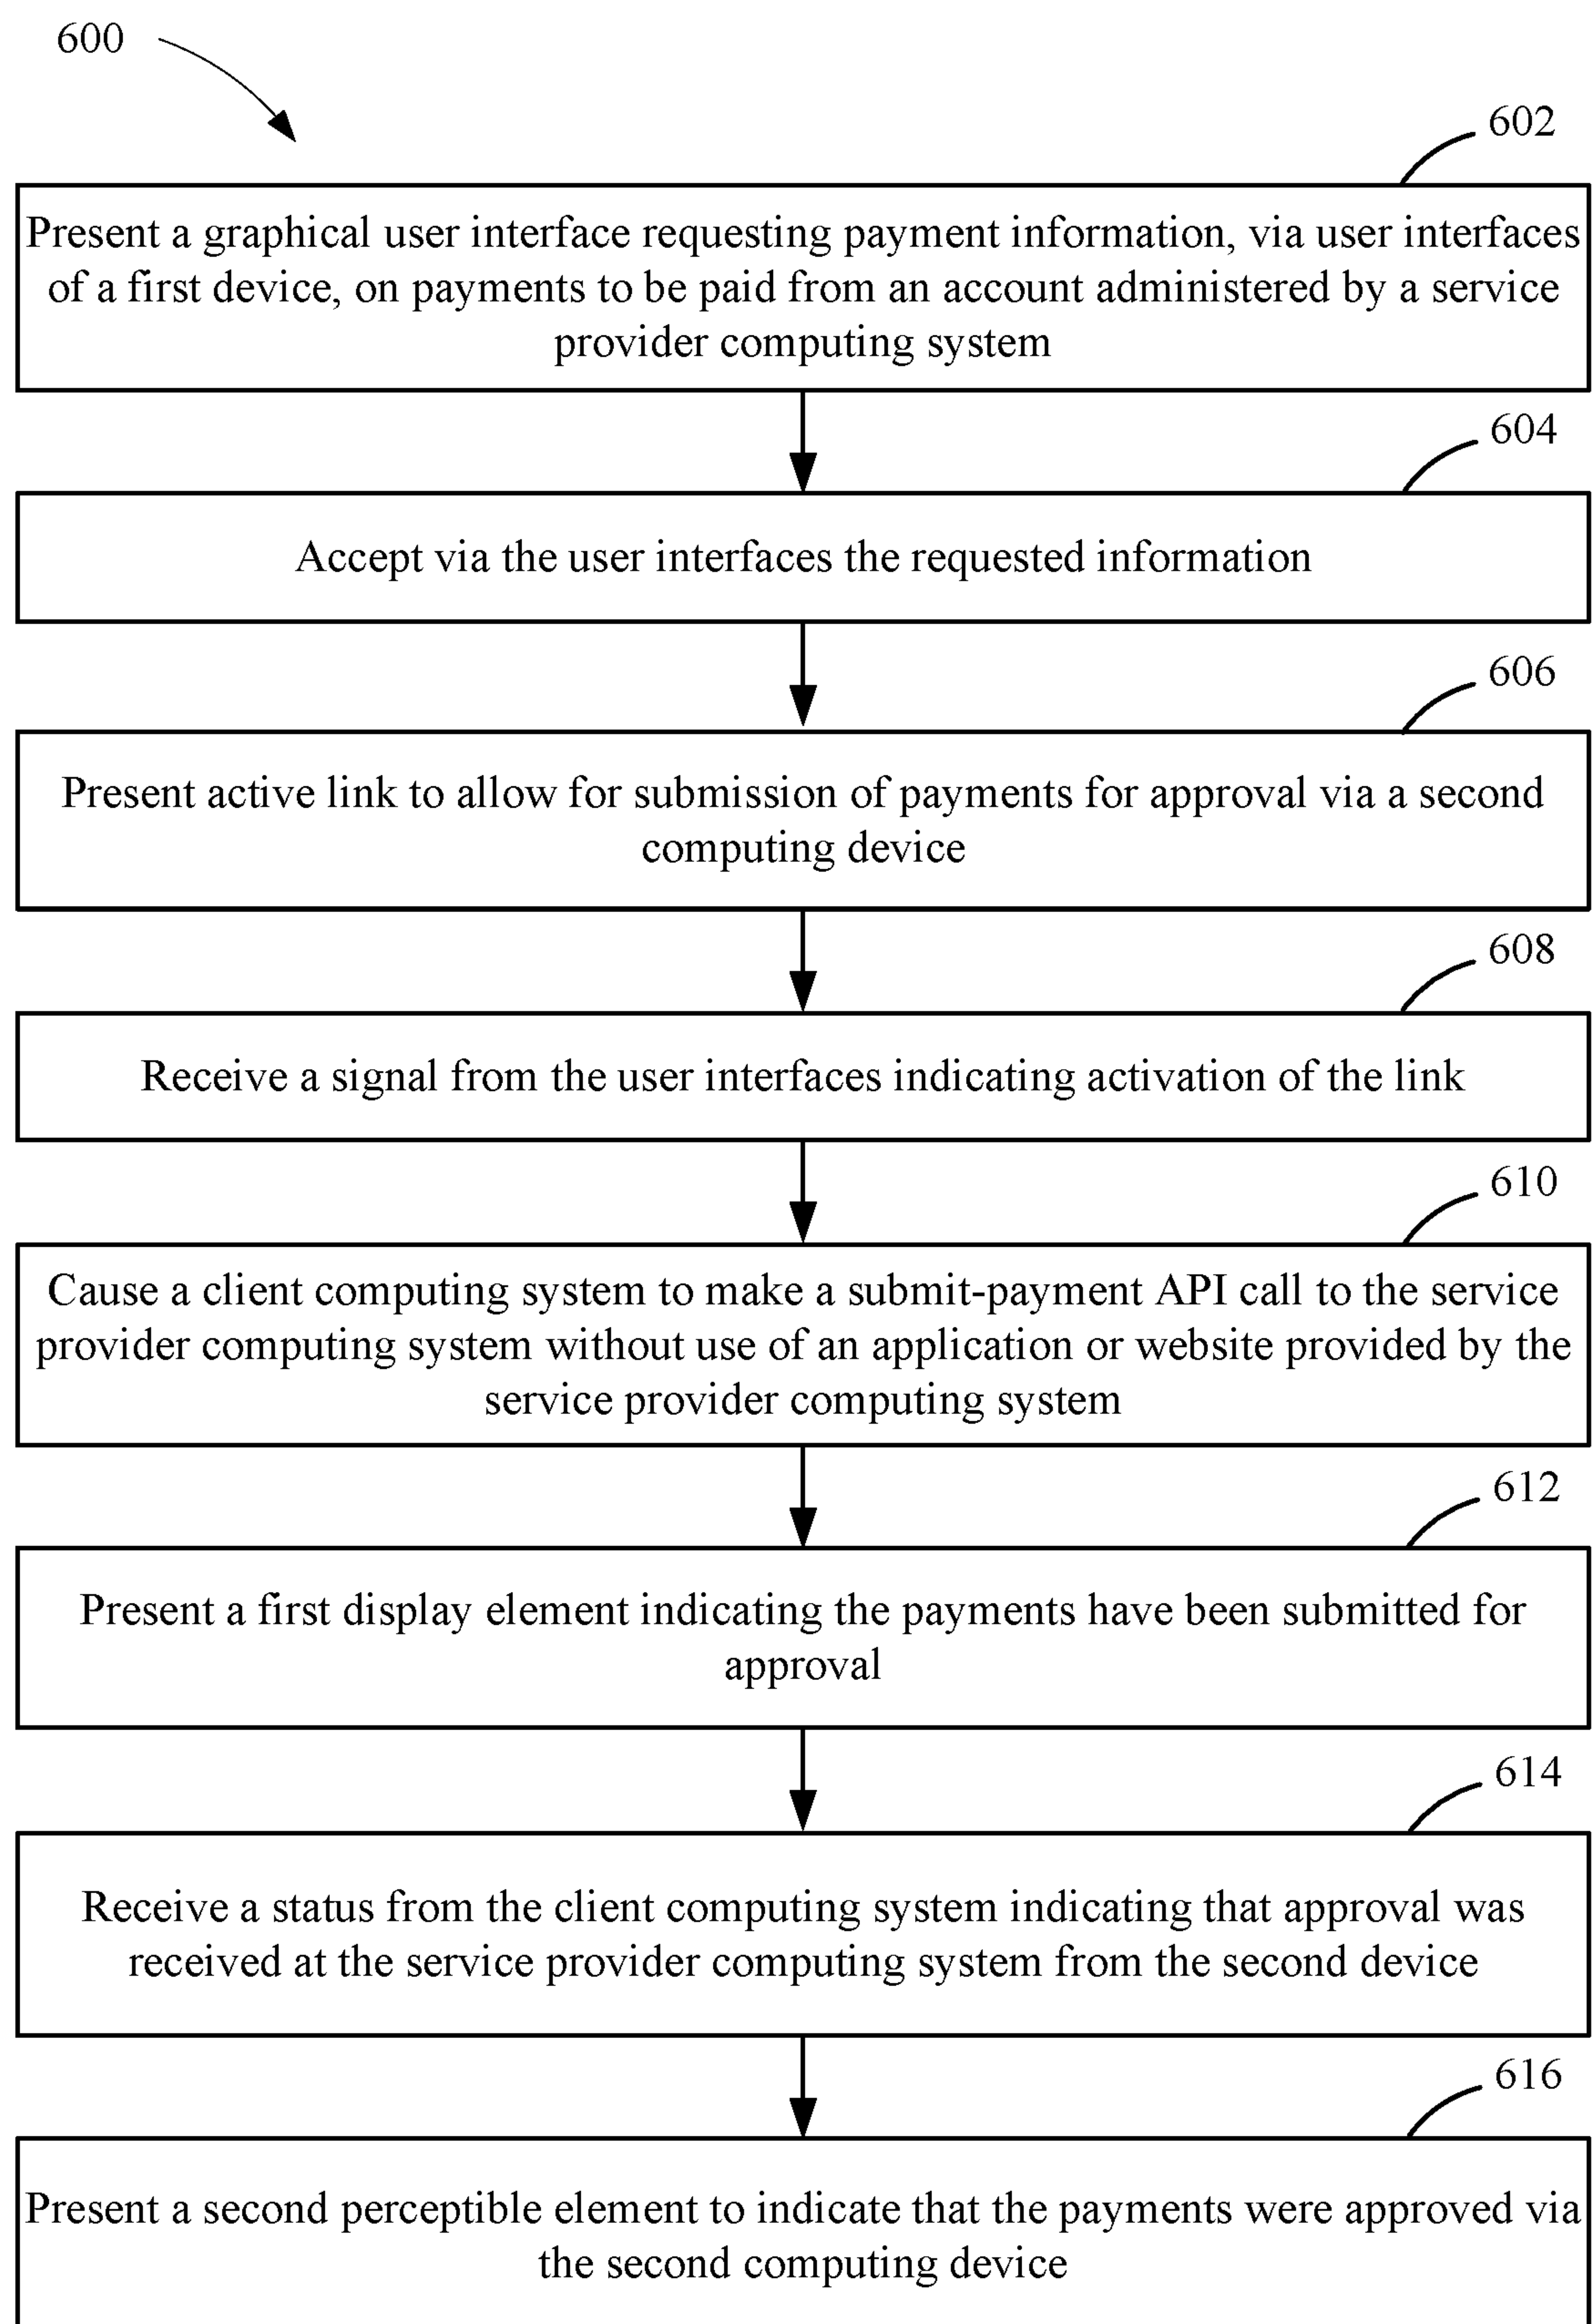 600
602
Present a graphical user interface requesting payment information, via user interfaces
of a first device, on payments to be paid from an account administered by a service
provider computing system
604
Accept via the user interfaces the requested information
606
Present active link to allow for submission of payments for approval via a second
computing device
608
Receive a signal from the user interfaces indicating activation of the link
610
Cause a client computing system to make a submit-payment API call to the service
provider computing system without use of an application or website provided by the
service provider computing system
612
Present a first display element indicating the payments have been submitted for
approval
614
Receive a status from the client computing system indicating that approval was
received at the service provider computing system from the second device
616
Present a second perceptible element to indicate that the payments were approved via
the second computing device